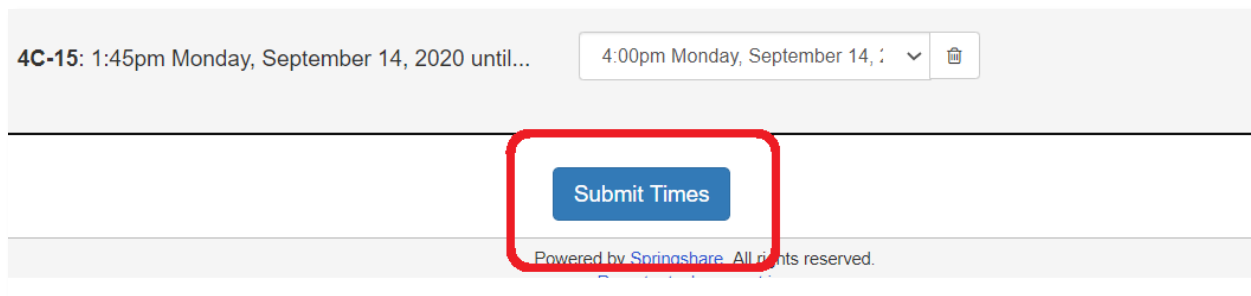 4C-15: 1:45pm Monday, September 14, 2020 until...
4:00pm Monday, September 14, 2
Submit Times
Powered by Springshare. All rights reserved.